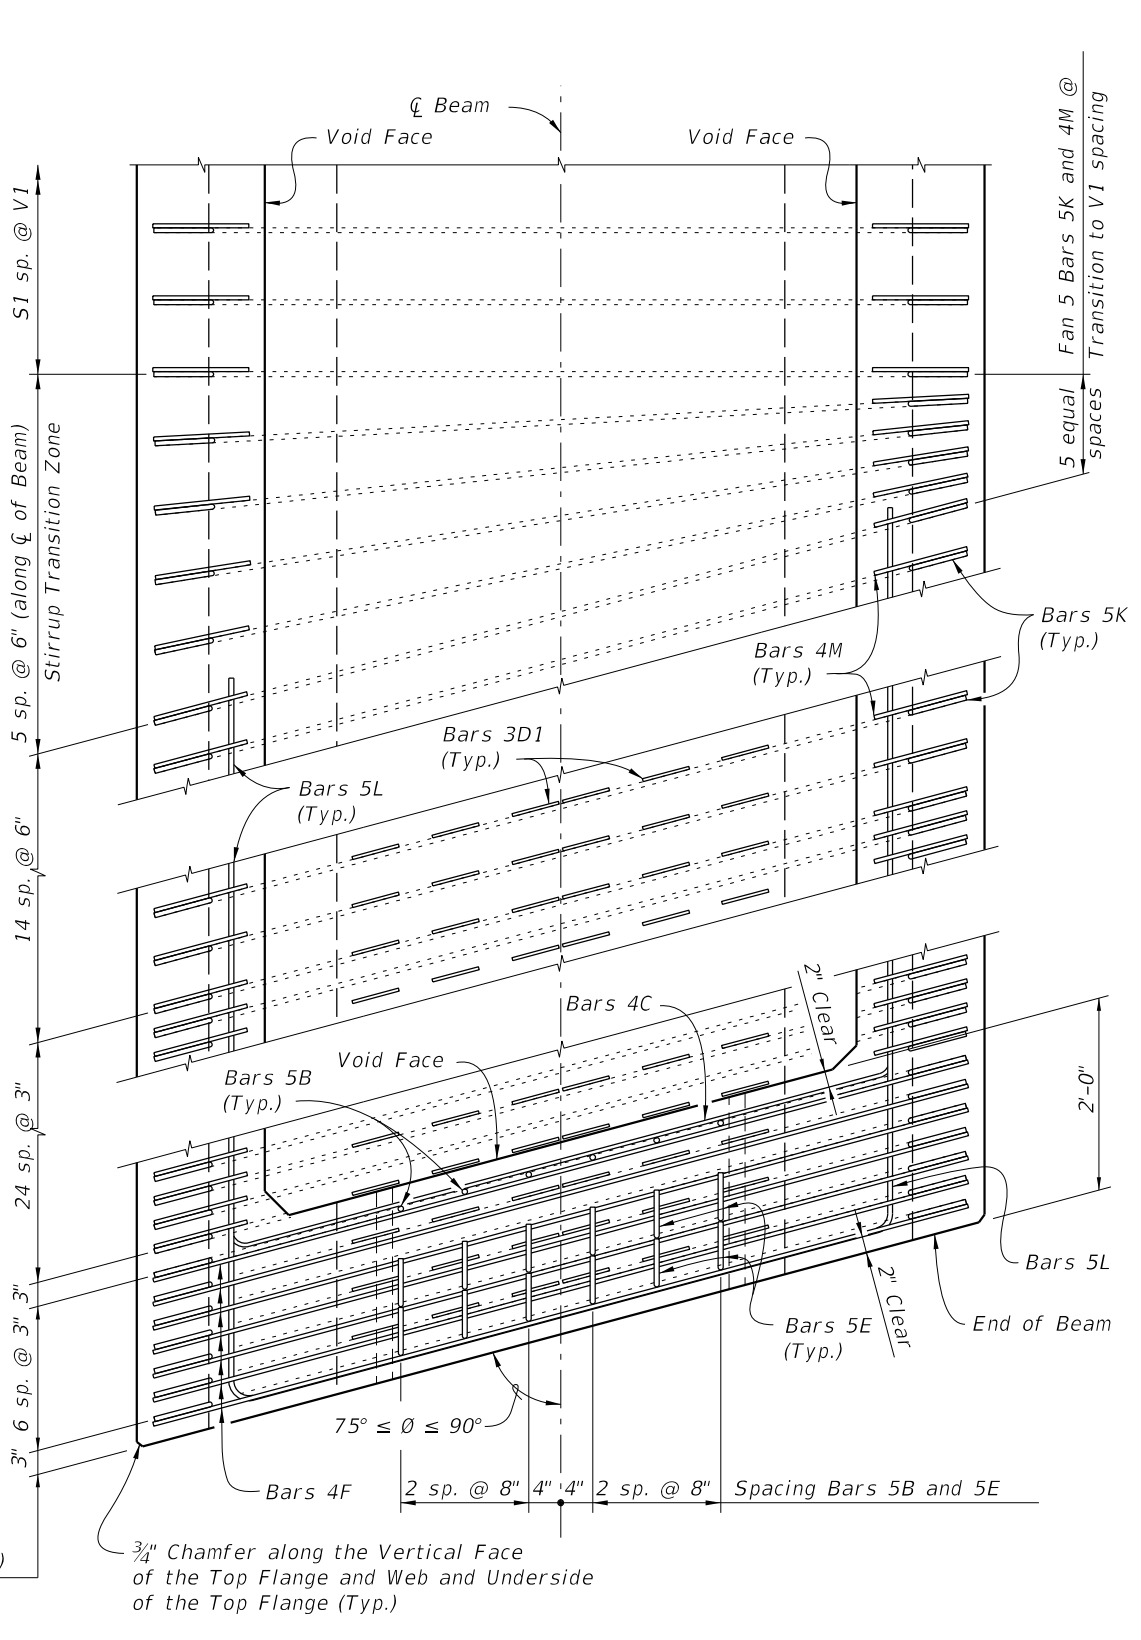 ℄ Beam
Void Face
Void Face
Fan 5 Bars 5K and 4M @
Transition to V1 spacing
S1 sp. @ V1
5 equal
spaces
5 sp. @ 6" (along ℄ of Beam)
Stirrup Transition Zone
Bars 5K
(Typ.)
Bars 4M
(Typ.)
Bars 3D1
(Typ.)
Bars 5L
(Typ.)
14 sp. @ 6"
2" Clear
Bars 4C
Void Face
Bars 5B
(Typ.)
24 sp. @ 3"
2'-0"
Bars 5L
3"
2" Clear
Bars 5E
(Typ.)
End of Beam
6 sp. @ 3"
3"
75° ≤ Ø ≤ 90°
Bars 4F
2 sp. @ 8" 4" 4" 2 sp. @ 8" Spacing Bars 5B and 5E
¾" Chamfer along the Vertical Face
of the Top Flange and Web and Underside
of the Top Flange (Typ.)
)